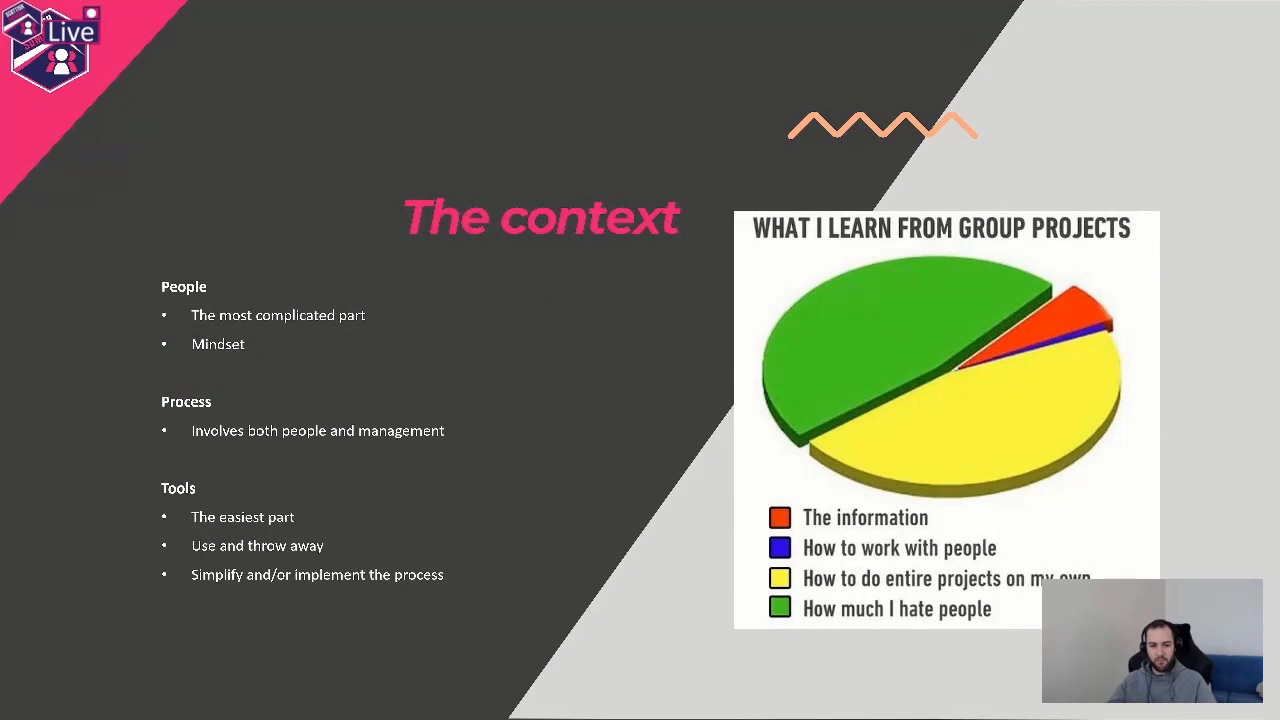 Live
The context
People
• The most complicated part
• Mindset
Process
• Involves both people and management
Tools
• The easiest part
• Use and throw away
• Simplify and/or implement the process
WHAT I LEARN FROM GROUP PROJECTS
The information
How to work with people
How to do entire projects on my own
How much I hate people